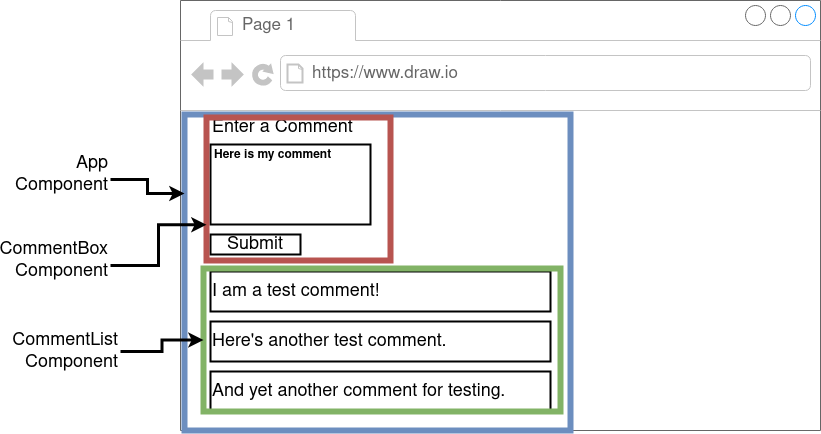 Page 1
https://www.draw.io
Enter a Comment
Here is my comment
App
Component
Submit
CommentBox
Component
I am a test comment!
Here's another test comment.
CommentList
Component
And yet another comment for testing.